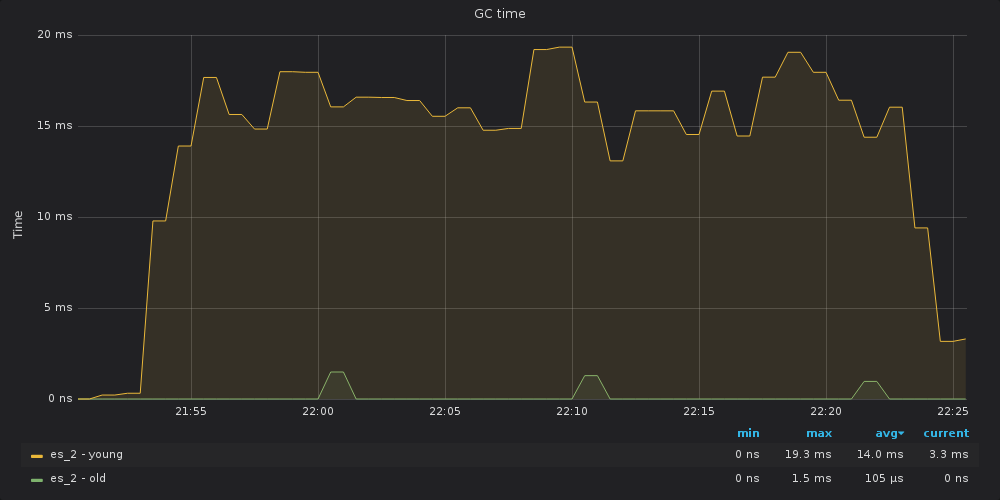 GC time
20 ms
15 ms
10 ms
5 ms
0 ns
Time
21:55 22:00 22:05 22:10 22:15 22:20 22:25
min max avg current
es_2 - young 0 ns 19.3 ms 14.0 ms 3.3 ms
es_2 - old 0 ns 1.5 ms 105 µs 0 ns